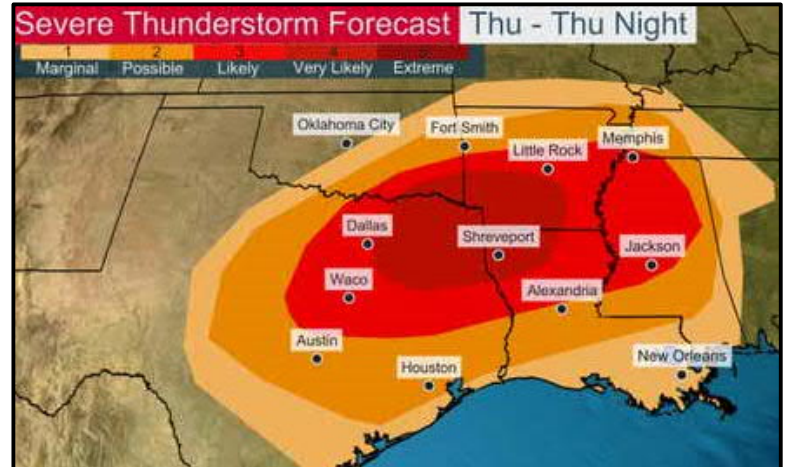 Severe Thunderstorm Forecast Thu - Thu Night
1 2 3 4 5
Marginal Possible Likely Very Likely Extreme
Oklahoma City
Fort Smith
Memphis
Little Rock
Dallas
Shreveport
Jackson
Waco
Alexandria
Austin
New Orleans
Houston